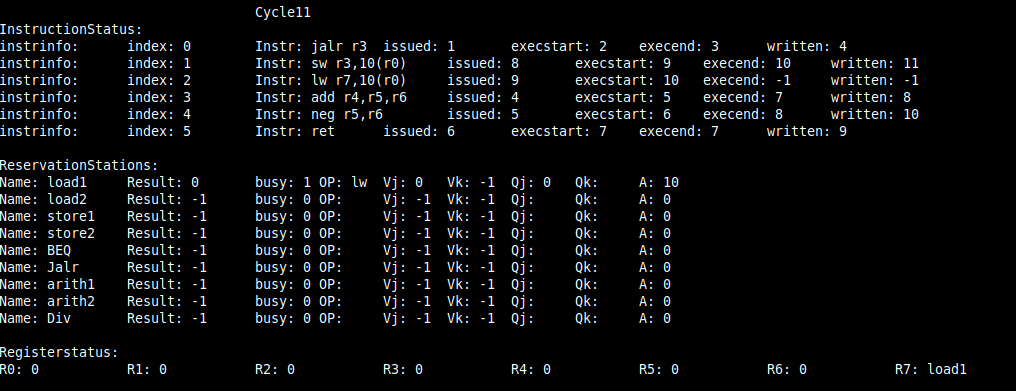 Cycle11
InstructionStatus:
instrinfo: index: 0 Instr: jalr r3 issued: 1 execstart: 2 execend: 3 written: 4
instrinfo: index: 1 Instr: sw r3,10(r0) issued: 8 execstart: 9 execend: 10 written: 11
instrinfo: index: 2 Instr: lw r7,10(r0) issued: 9 execstart: 10 execend: -1 written: -1
instrinfo: index: 3 Instr: add r4,r5,r6 issued: 4 execstart: 5 execend: 7 written: 8
instrinfo: index: 4 Instr: neg r5,r6 issued: 5 execstart: 6 execend: 8 written: 10
instrinfo: index: 5 Instr: ret issued: 6 execstart: 7 execend: 7 written: 9
ReservationStations:
Name: load1 Result: 0 busy: 1 OP: lw Vj: 0 Vk: -1 Qj: 0 Qk: A: 10
Name: load2 Result: -1 busy: 0 OP: Vj: -1 Vk: -1 Qj: Qk: A: 0
Name: store1 Result: -1 busy: 0 OP: Vj: -1 Vk: -1 Qj: Qk: A: 0
Name: store2 Result: -1 busy: 0 OP: Vj: -1 Vk: -1 Qj: Qk: A: 0
Name: BEQ Result: -1 busy: 0 OP: Vj: -1 Vk: -1 Qj: Qk: A: 0
Name: Jalr Result: -1 busy: 0 OP: Vj: -1 Vk: -1 Qj: Qk: A: 0
Name: arith1 Result: -1 busy: 0 OP: Vj: -1 Vk: -1 Qj: Qk: A: 0
Name: arith2 Result: -1 busy: 0 OP: Vj: -1 Vk: -1 Qj: Qk: A: 0
Name: Div Result: -1 busy: 0 OP: Vj: -1 Vk: -1 Qj: Qk: A: 0
Registerstatus:
R0: 0 R1: 0 R2: 0 R3: 0 R4: 0 R5: 0 R6: 0 R7: load1